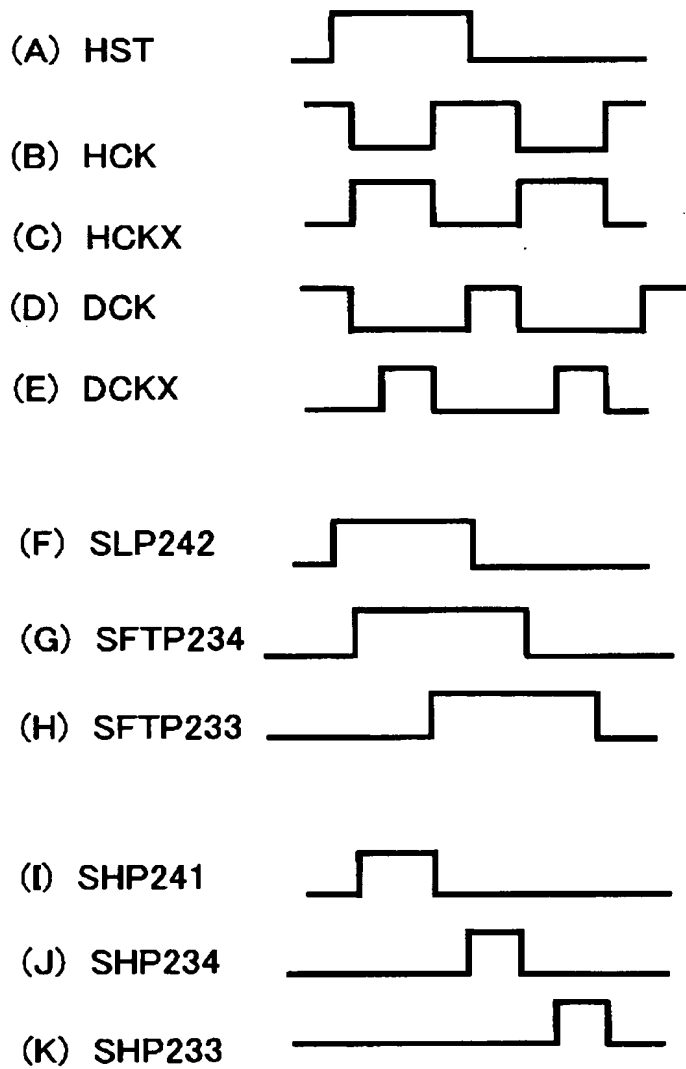 (A) HST
(B) HCK
(C) HCKX
(D) DCK
(E) DCKX
(F) SLP242
(G) SFTP234
(H) SFTP233
(I) SHP241
(J) SHP234
(K) SHP233